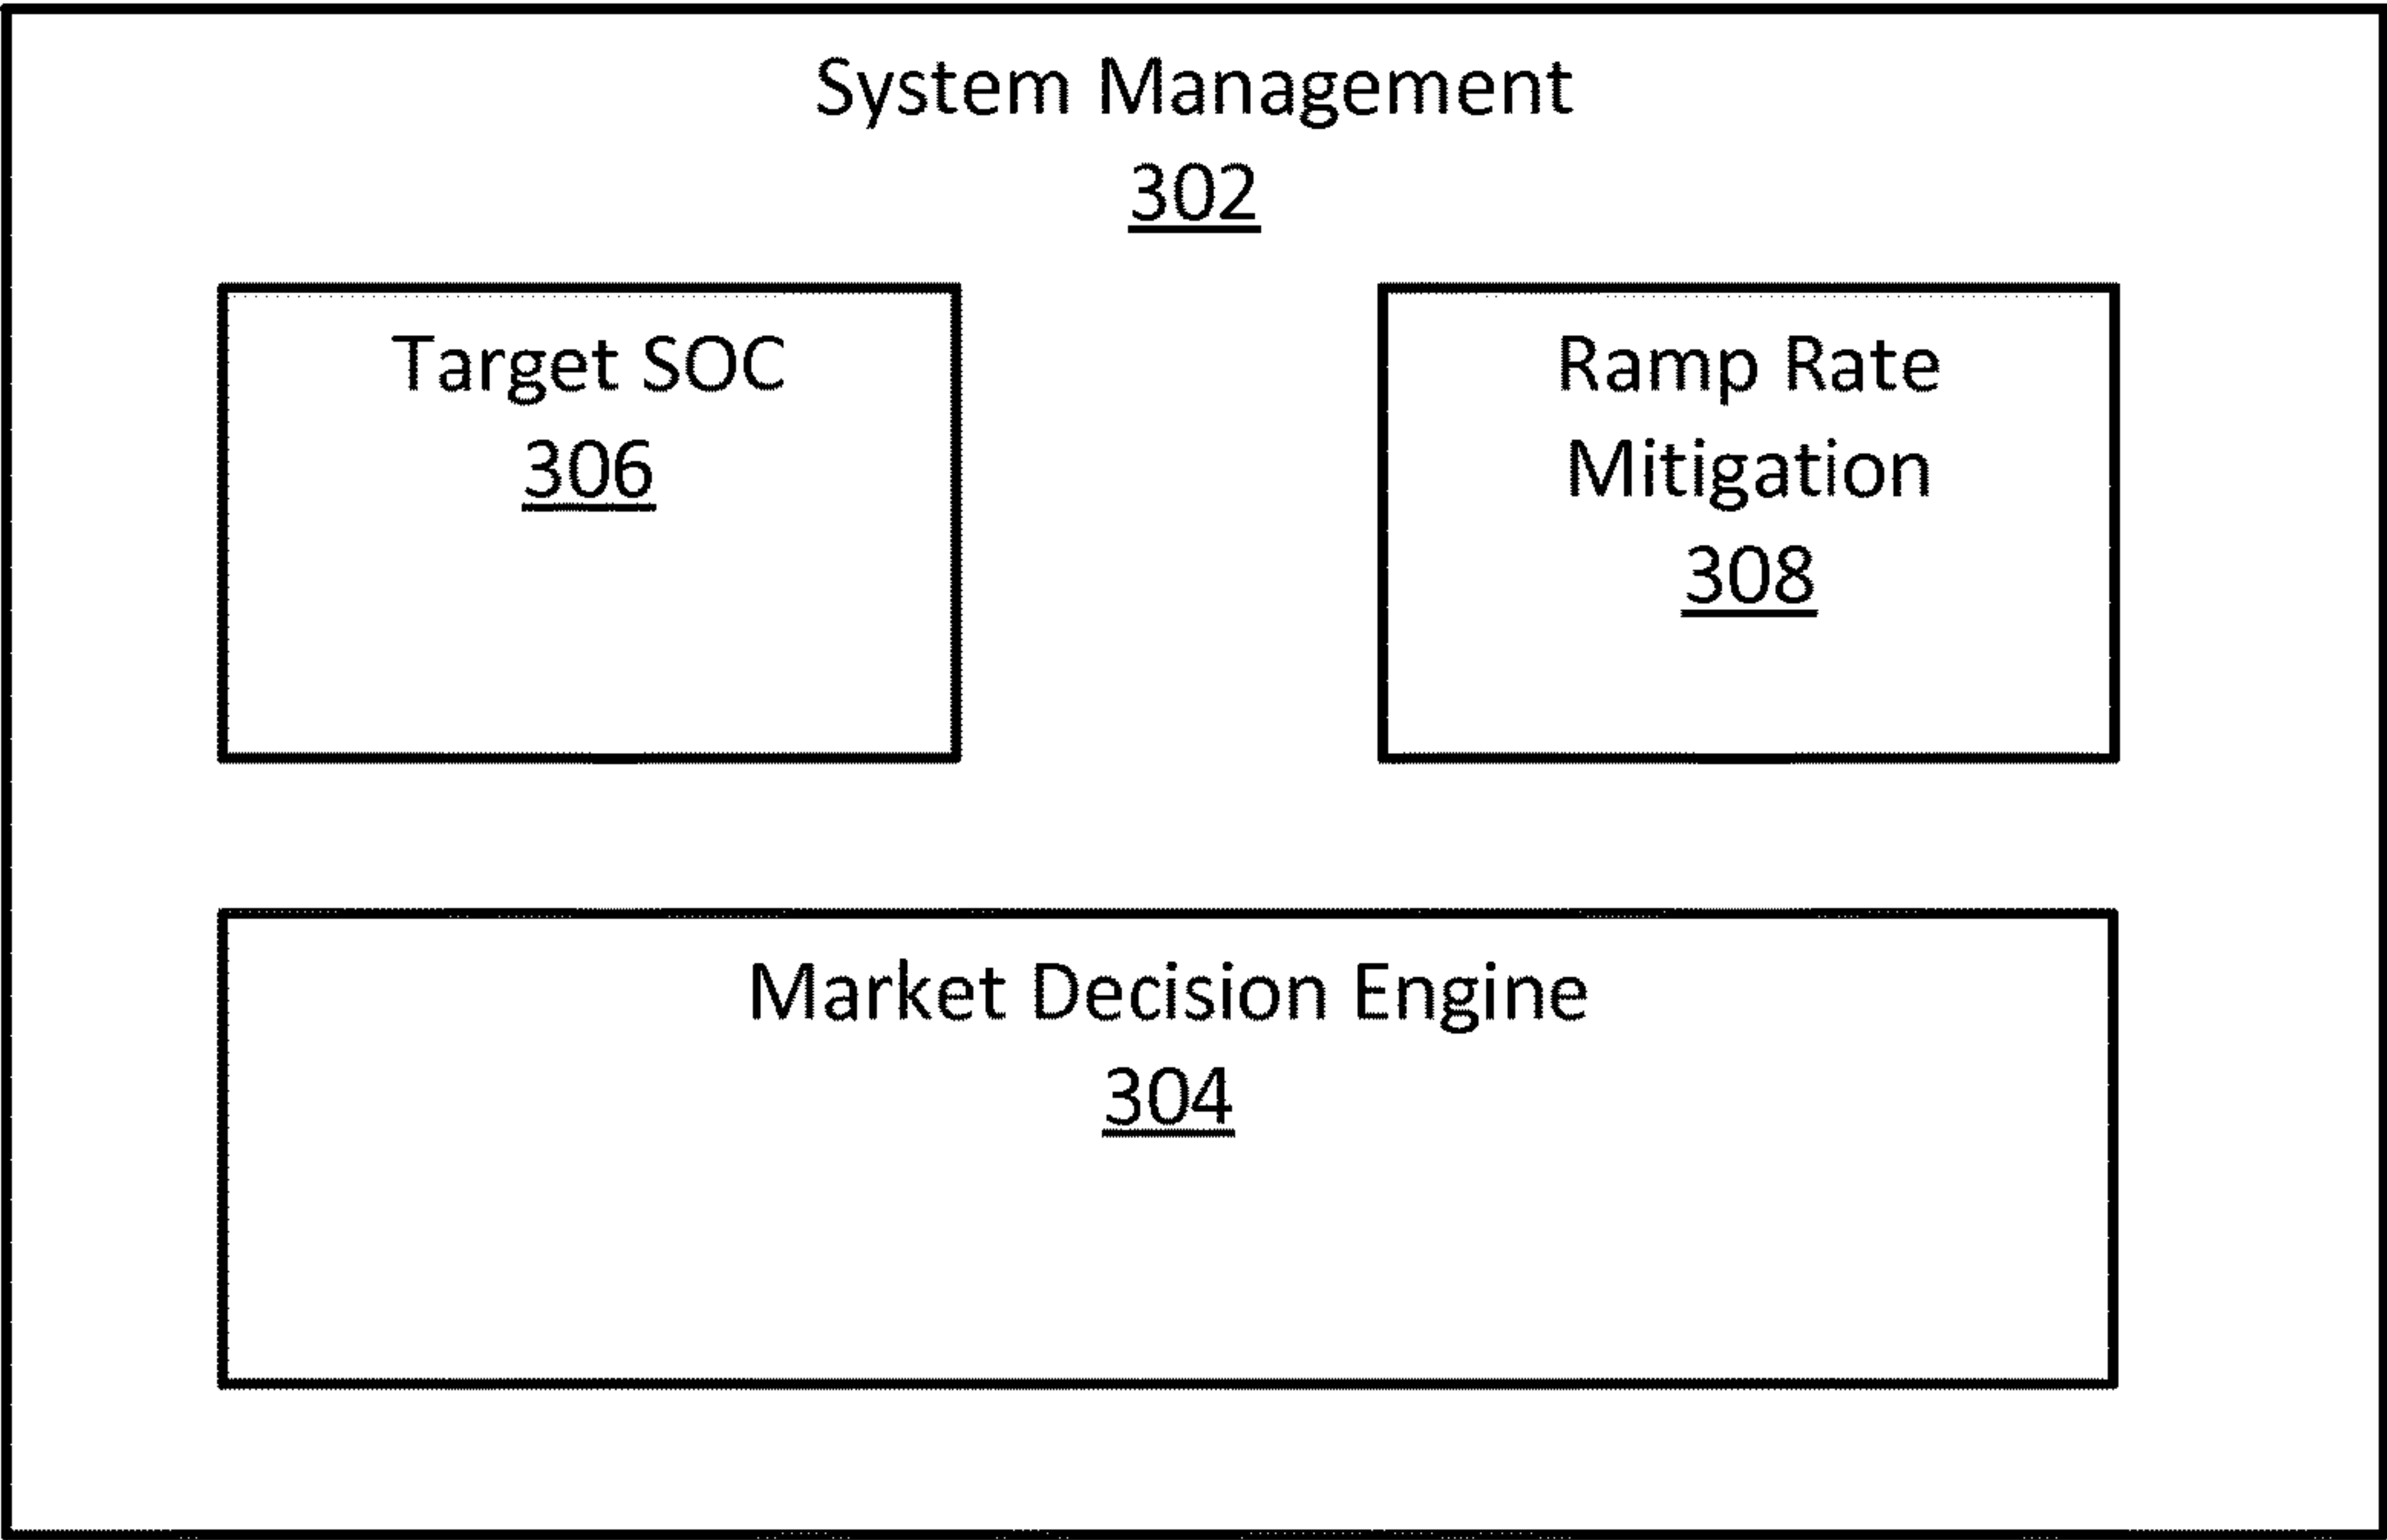 System Management
302
Target SOC
306
Ramp Rate
Mitigation
308
Market Decision Engine
304